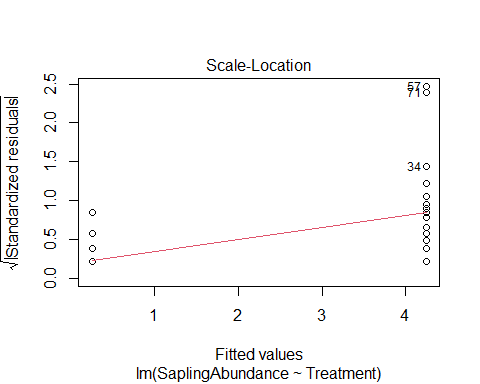 Scale-Location
√|Standardized residuals|
2.5
2.0
1.5
1.0
0.5
0.0
57
71
34
1 2 3 4
Fitted values
lm(SaplingAbundance ~ Treatment)